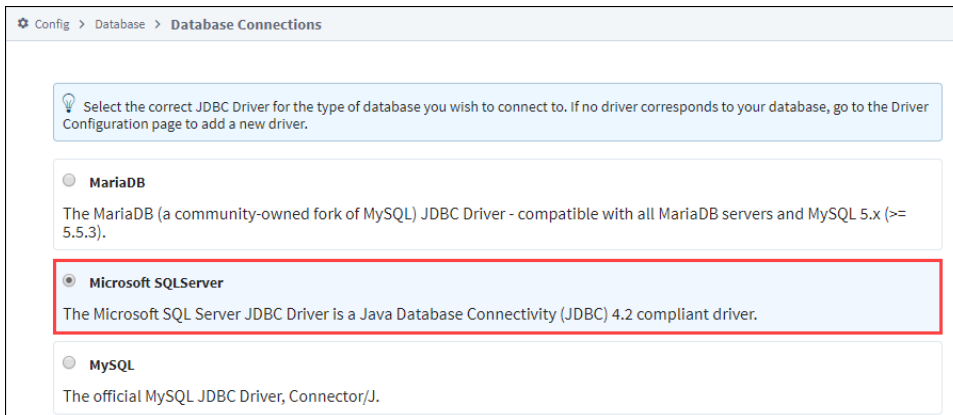 Config > Database > Database Connections
Select the correct JDBC Driver for the type of database you wish to connect to. If no driver corresponds to your database, go to the Driver
Configuration page to add a new driver.
MariaDB
The MariaDB (a community-owned fork of MySQL) JDBC Driver - compatible with all MariaDB servers and MySQL 5.x (>=
5.5.3).
Microsoft SQLServer
The Microsoft SQL Server JDBC Driver is a Java Database Connectivity (JDBC) 4.2 compliant driver.
MySQL
The official MySQL JDBC Driver, Connector/J.